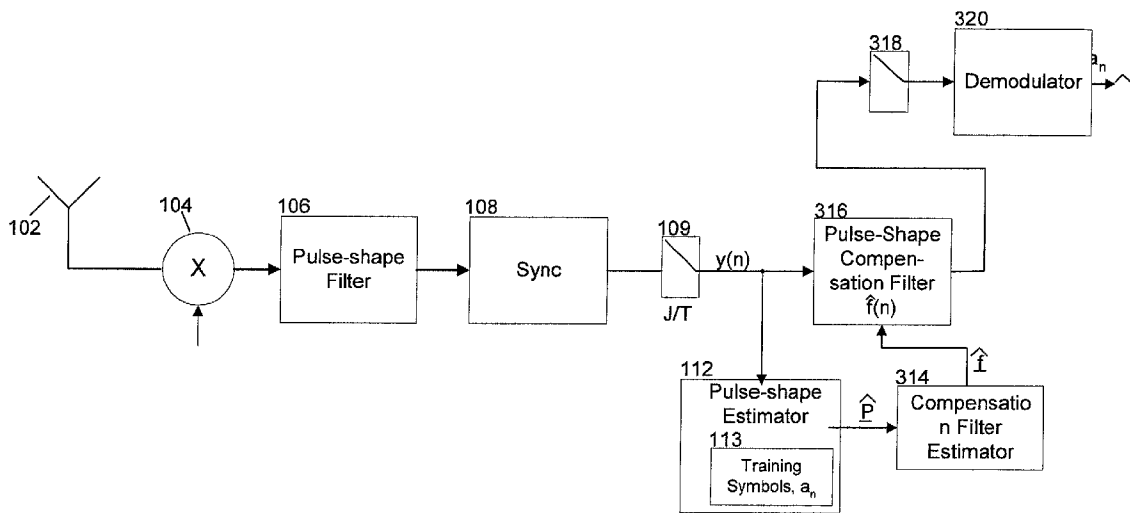 320
318
Demodulator
a_n
^
102
104
X
106
Pulse-shape
Filter
108
Sync
109
J/T
y(n)
316
Pulse-Shape
Compen-
sation Filter
f̂(n)
112
Pulse-shape
Estimator
113
Training
Symbols, a_n
P̂
f̂
314
Compensatio
n Filter
Estimator